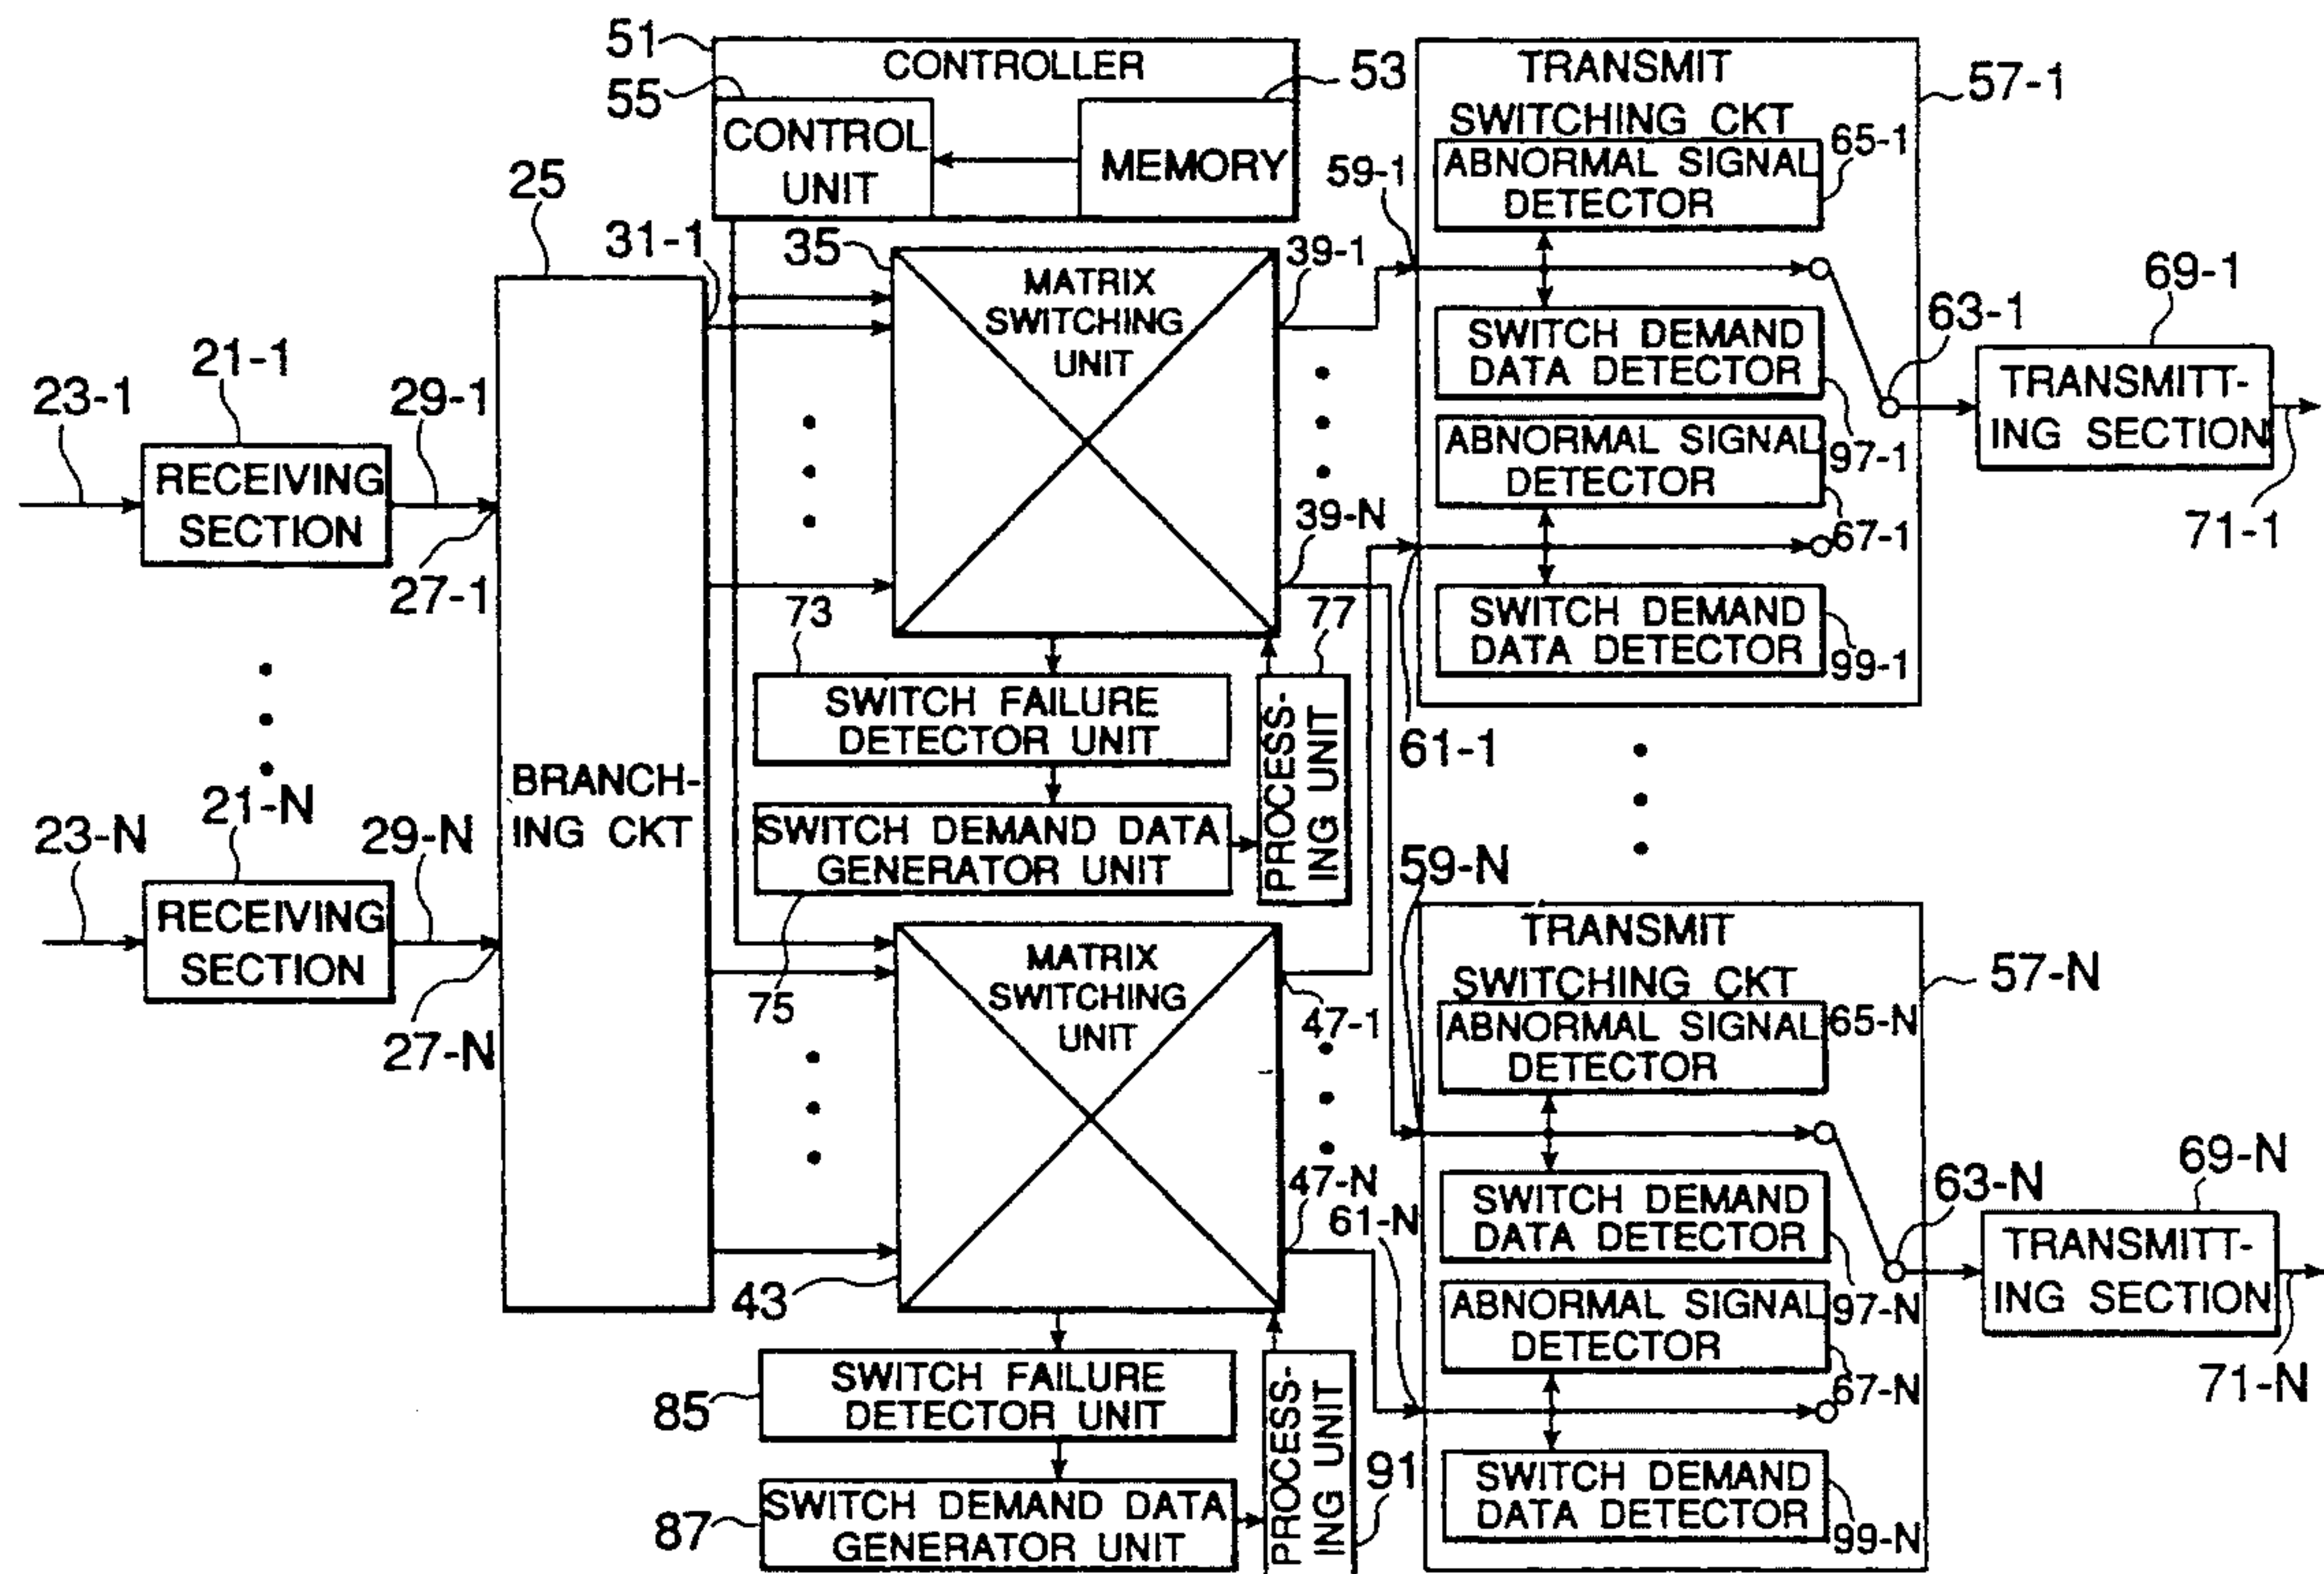 51
CONTROLLER
55
53
CONTROL
UNIT
MEMORY
TRANSMIT
SWITCHING CKT
57-1
ABNORMAL SIGNAL
DETECTOR
65-1
59-1
25
31-1
35
MATRIX
SWITCHING
UNIT
39-1
SWITCH DEMAND
DATA DETECTOR
97-1
63-1
69-1
TRANSMITT-
ING SECTION
71-1
ABNORMAL SIGNAL
DETECTOR
67-1
39-N
23-1
21-1
RECEIVING
SECTION
29-1
27-1
SWITCH DEMAND
DATA DETECTOR
99-1
61-1
73
SWITCH FAILURE
DETECTOR UNIT
77
PROCESS-
ING UNIT
BRANCH-
ING CKT
SWITCH DEMAND DATA
GENERATOR UNIT
75
23-N
21-N
RECEIVING
SECTION
29-N
27-N
59-N
TRANSMIT
SWITCHING CKT
57-N
ABNORMAL SIGNAL
DETECTOR
65-N
MATRIX
SWITCHING
UNIT
47-1
43
47-N
61-N
SWITCH DEMAND
DATA DETECTOR
97-N
63-N
69-N
TRANSMITT-
ING SECTION
71-N
ABNORMAL SIGNAL
DETECTOR
67-N
SWITCH DEMAND
DATA DETECTOR
99-N
85
SWITCH FAILURE
DETECTOR UNIT
87
SWITCH DEMAND DATA
GENERATOR UNIT
PROCESS-
ING UNIT
91